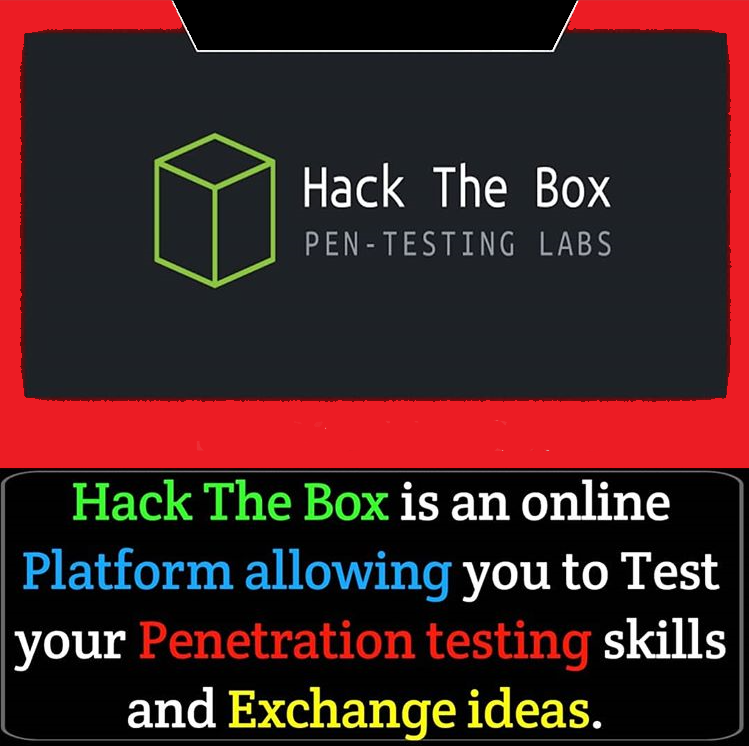 Hack The Box
PEN-TESTING LABS
Hack The Box is an online
Platform allowing you to Test
your Penetration testing skills
and Exchange ideas.